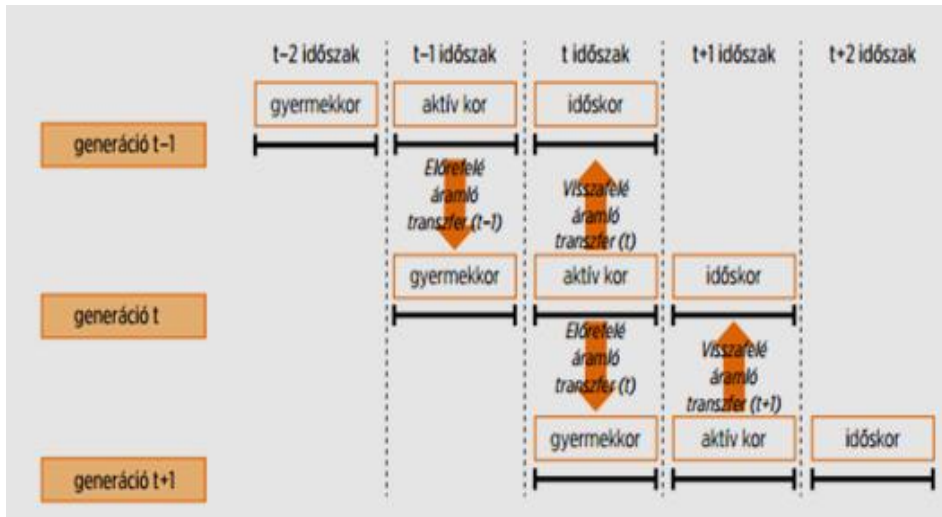 t–2 időszak t–1 időszak t időszak t+1 időszak t+2 időszak
gyermekkor aktív kor időskor
generáció t–1
Előrefelé
áramló
transzfer (t–1)
Visszafelé
áramló
transzfer (t)
gyermekkor aktív kor időskor
generáció t
Előrefelé
áramló
transzfer (t)
Visszafelé
áramló
transzfer (t+1)
gyermekkor aktív kor időskor
generáció t+1